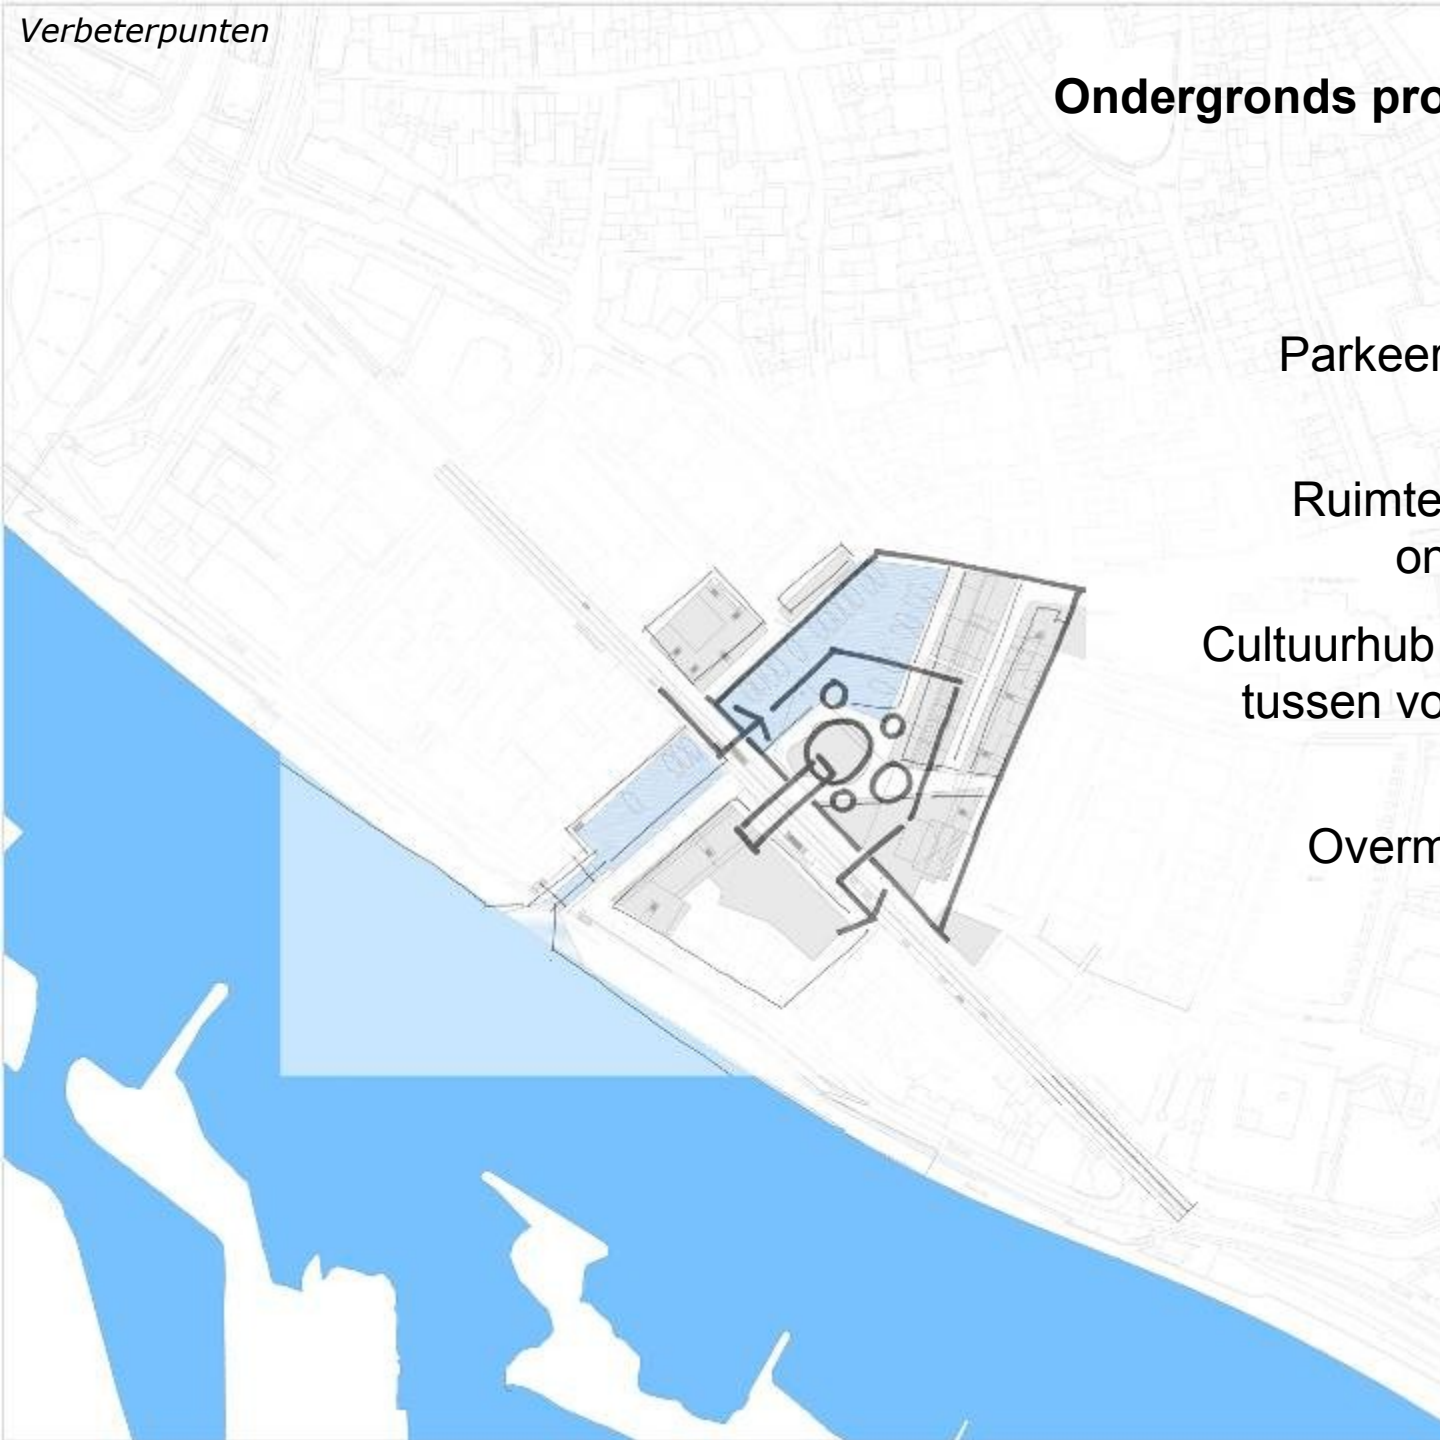 Verbeterpunten
Ondergronds pro
Parkeer
Ruimte
on
Cultuurhub
tussen vo
Overm